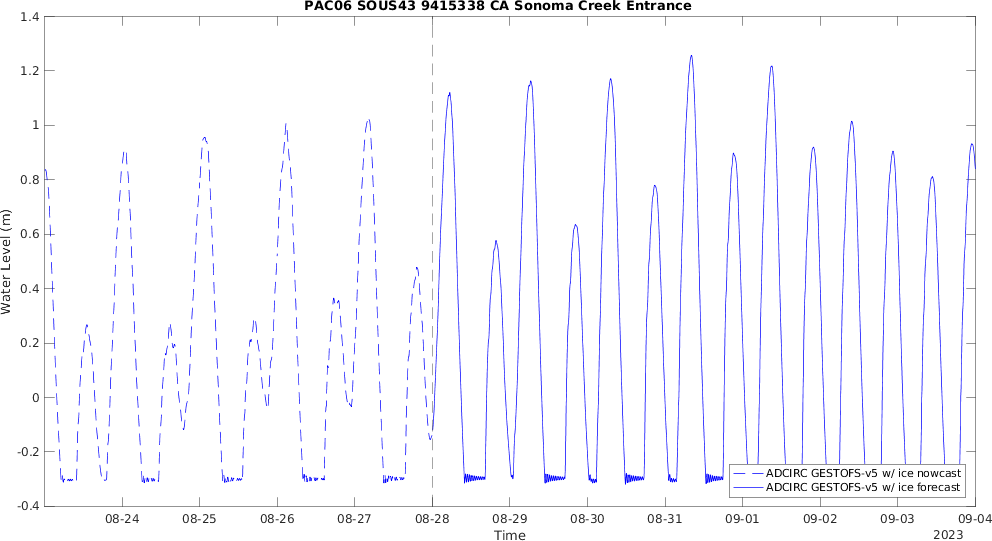 PAC06 SOUS43 9415338 CA Sonoma Creek Entrance
1.4
1.2
1
0.8
0.6
0.4
0.2
0
-0.2
-0.4
Water Level (m)
ADCIRC GESTOFS-v5 w/ ice nowcast
ADCIRC GESTOFS-v5 w/ ice forecast
08-24 08-25 08-26 08-27 08-28 08-29 08-30 08-31 09-01 09-02 09-03 09-04
Time
2023